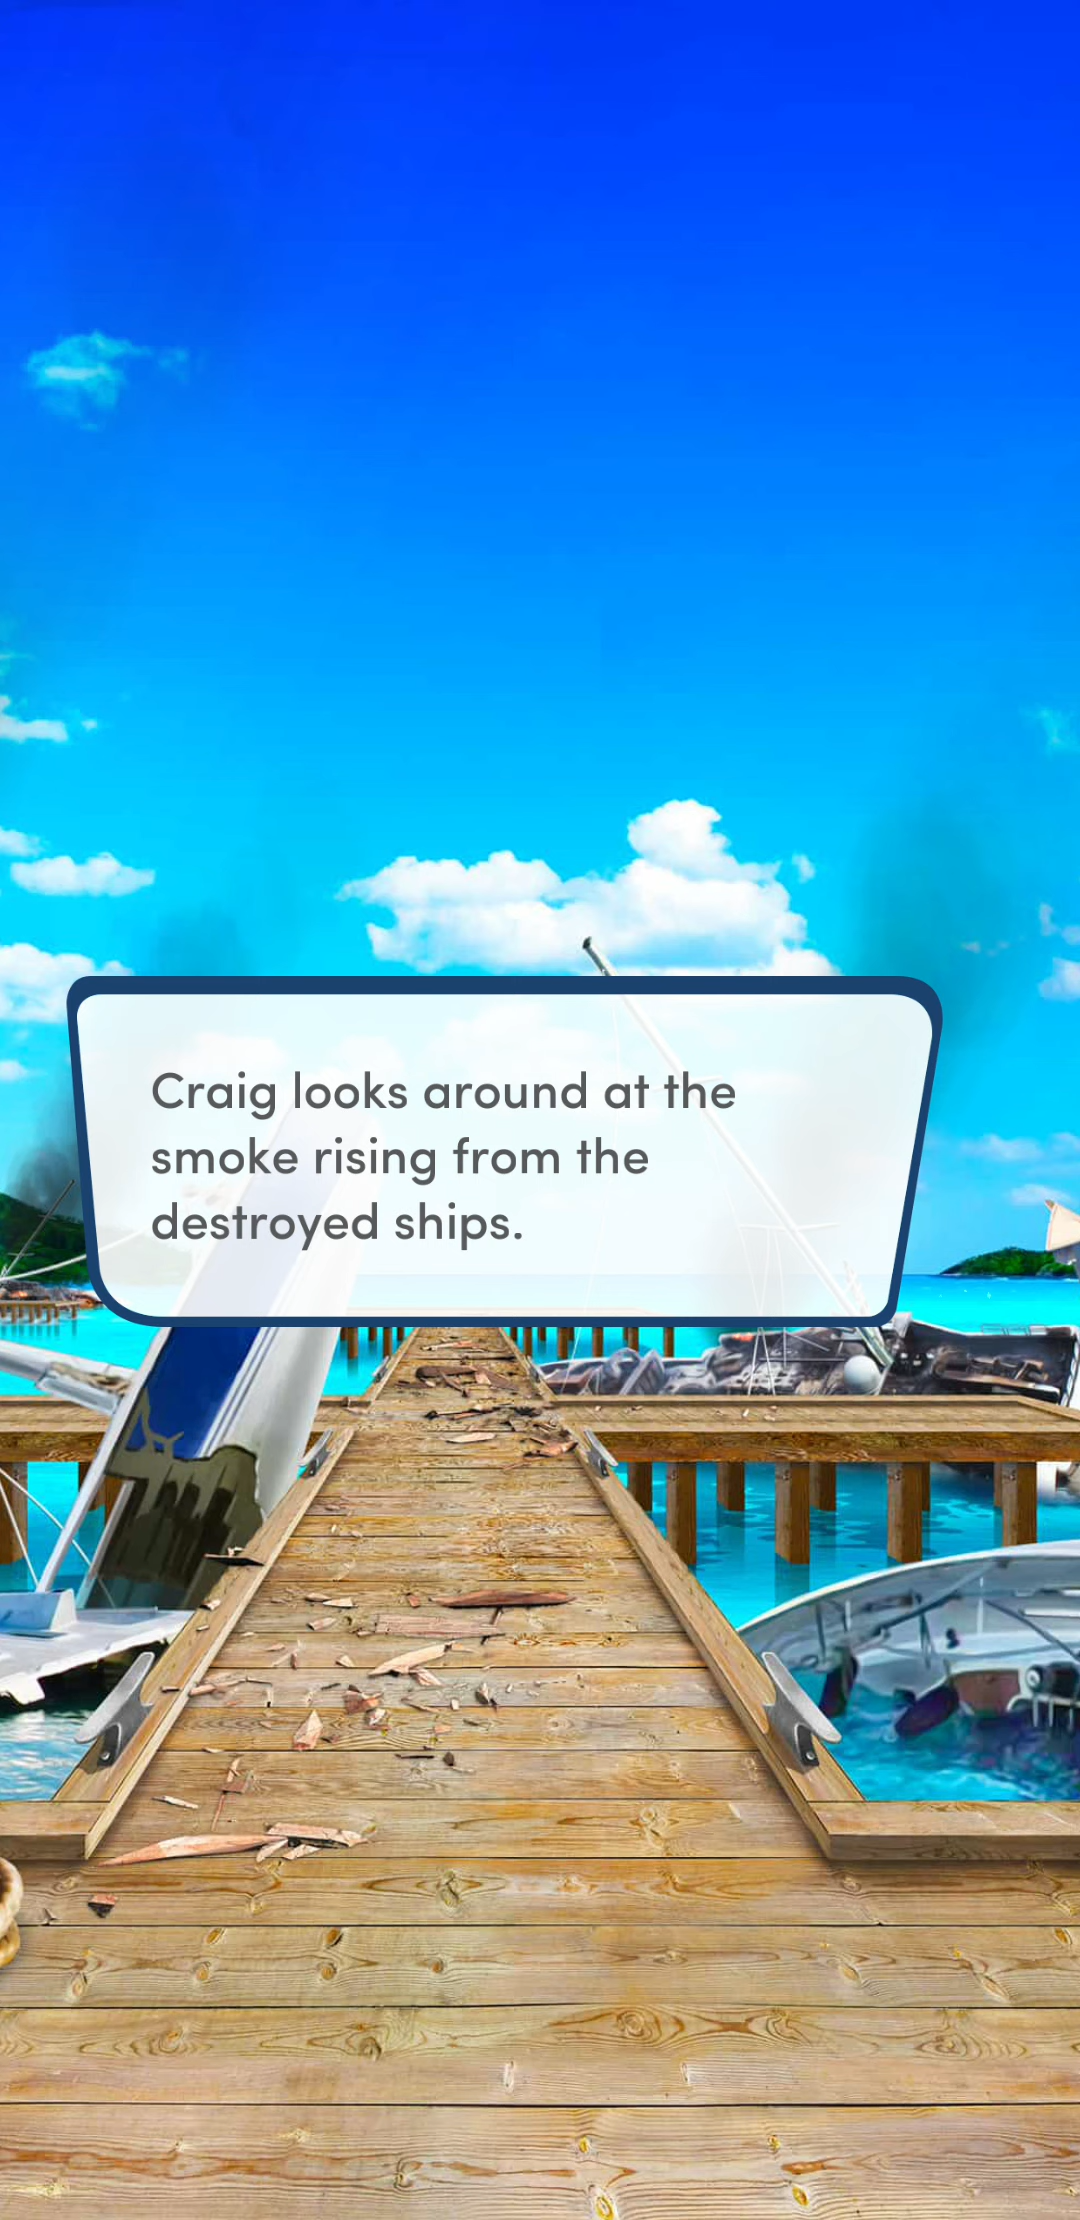 Craig looks around at the
smoke rising from the
destroyed ships.